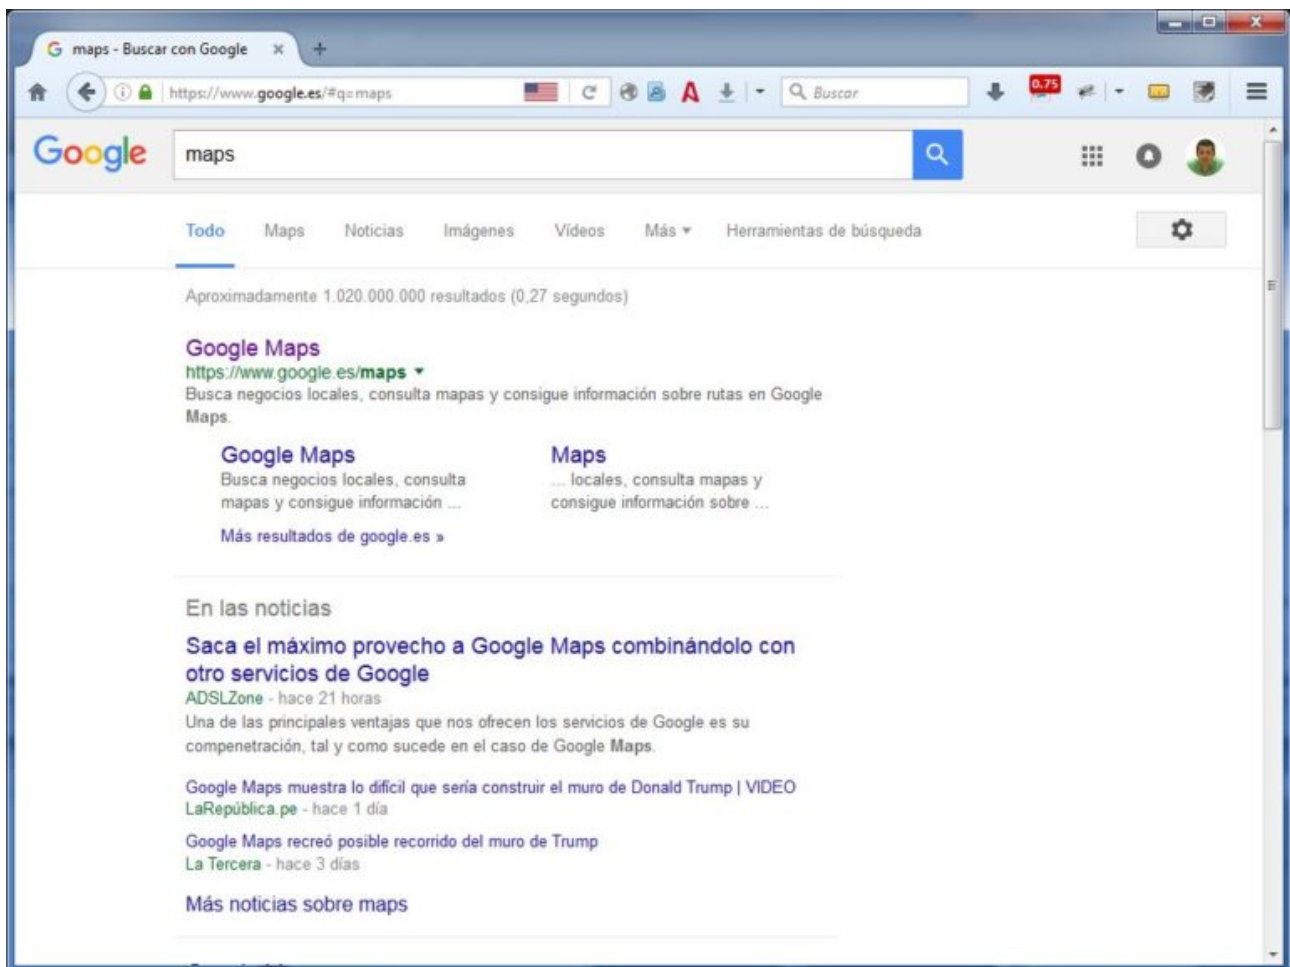 maps - Buscar con Google
https://www.google.es/#q=maps
A
Buscar
0.75
Google
maps
Todo Maps Noticias Imágenes Vídeos Más Herramientas de búsqueda
Aproximadamente 1.020.000.000 resultados (0,27 segundos)
Google Maps
https://www.google.es/maps
Busca negocios locales, consulta mapas y consigue información sobre rutas en Google
Maps.
Google Maps
Busca negocios locales, consulta
mapas y consigue información ...
Maps
... locales, consulta mapas y
consigue información sobre ...
Más resultados de google.es »
En las noticias
Saca el máximo provecho a Google Maps combinándolo con
otro servicios de Google
ADSLZone - hace 21 horas
Una de las principales ventajas que nos ofrecen los servicios de Google es su
compenetración, tal y como sucede en el caso de Google Maps.
Google Maps muestra lo difícil que sería construir el muro de Donald Trump | VIDEO
LaRepública.pe - hace 1 día
Google Maps recreó posible recorrido del muro de Trump
La Tercera - hace 3 días
Más noticias sobre maps